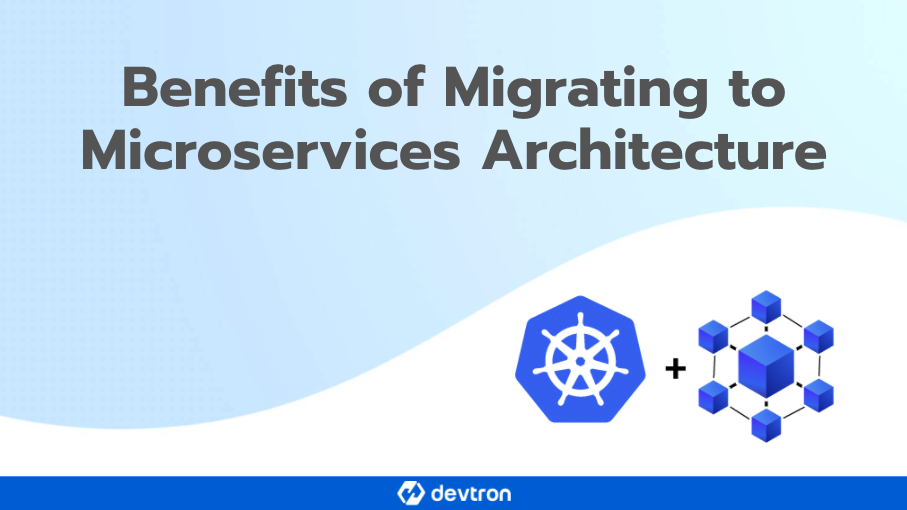 Benefits of Migrating to
Microservices Architecture
+
devtron